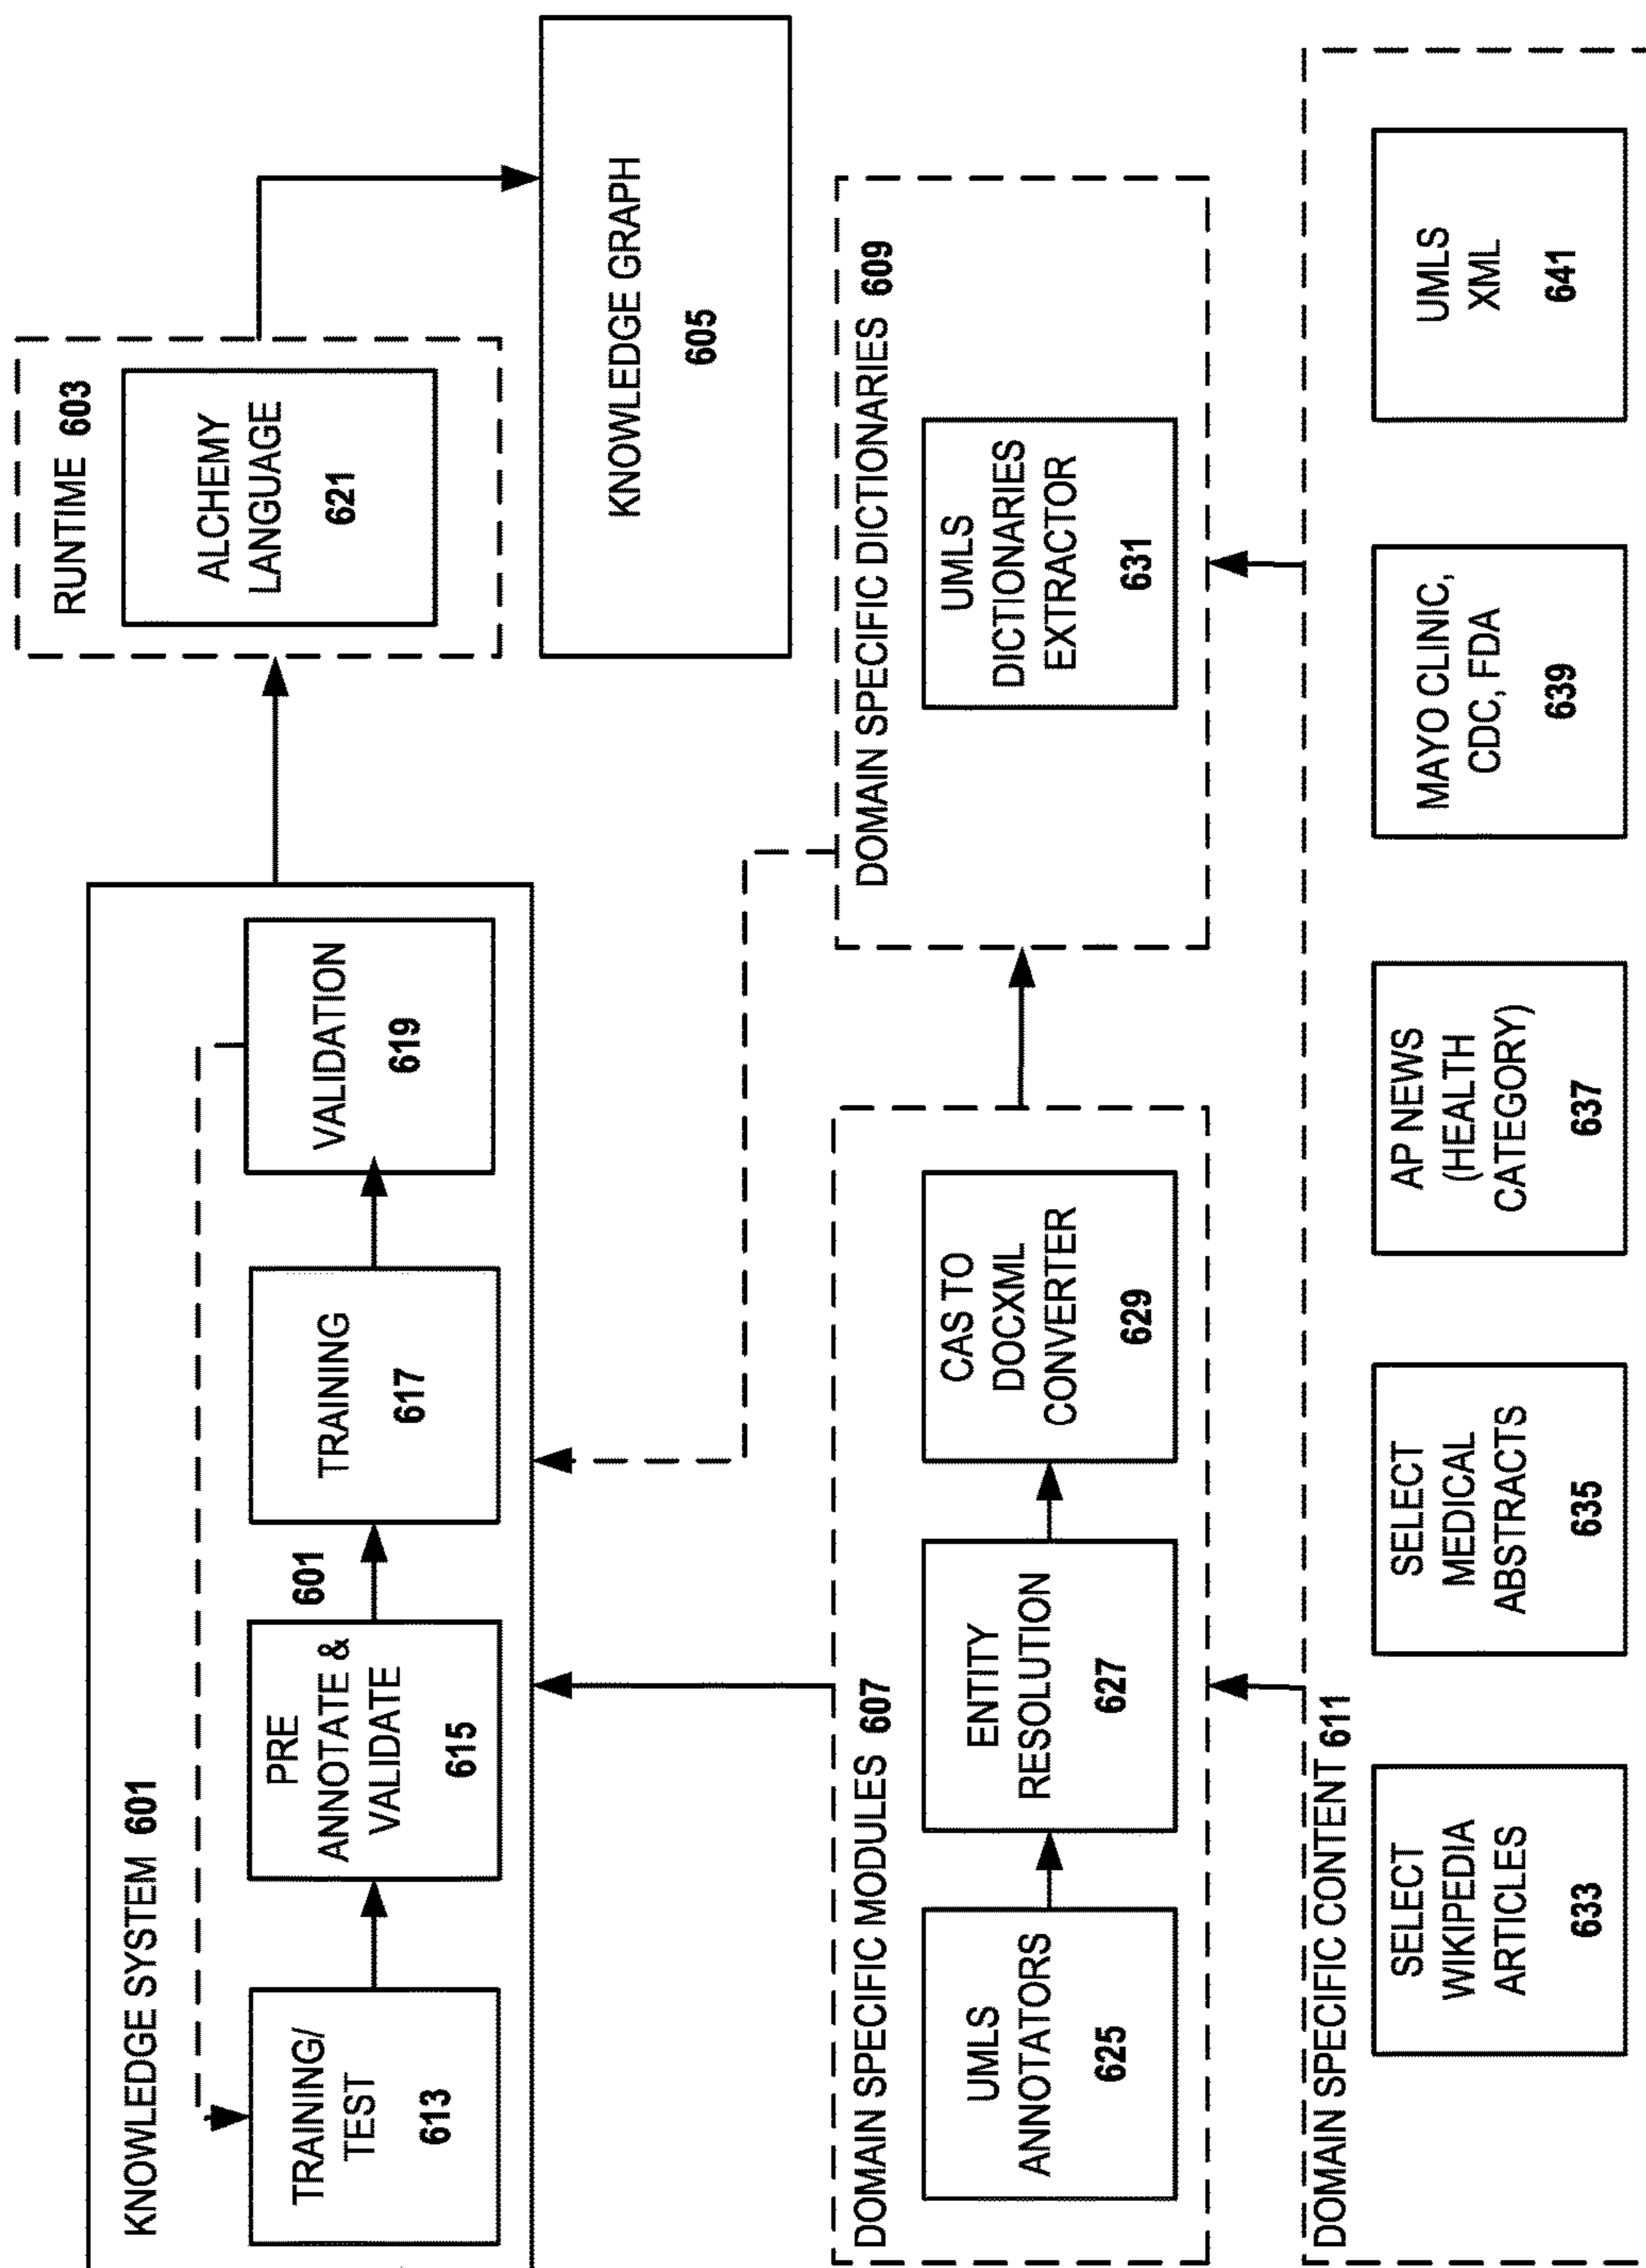 KNOWLEDGE SYSTEM 601
TRAINING/
TEST
613
PRE
ANNOTATE &
VALIDATE
615
601
TRAINING
617
VALIDATION
619
RUNTIME 603
ALCHEMY
LANGUAGE
621
KNOWLEDGE GRAPH
605
DOMAIN SPECIFIC MODULES 607
UMLS
ANNOTATORS
625
ENTITY
RESOLUTION
627
CAS TO
DOCXML
CONVERTER
629
DOMAIN SPECIFIC DICTIONARIES 609
UMLS
DICTIONARIES
EXTRACTOR
631
DOMAIN SPECIFIC CONTENT 611
SELECT
WIKIPEDIA
ARTICLES
633
SELECT
MEDICAL
ABSTRACTS
635
AP NEWS
(HEALTH
CATEGORY)
637
MAYO CLINIC,
CDC, FDA
639
UMLS
XML
641